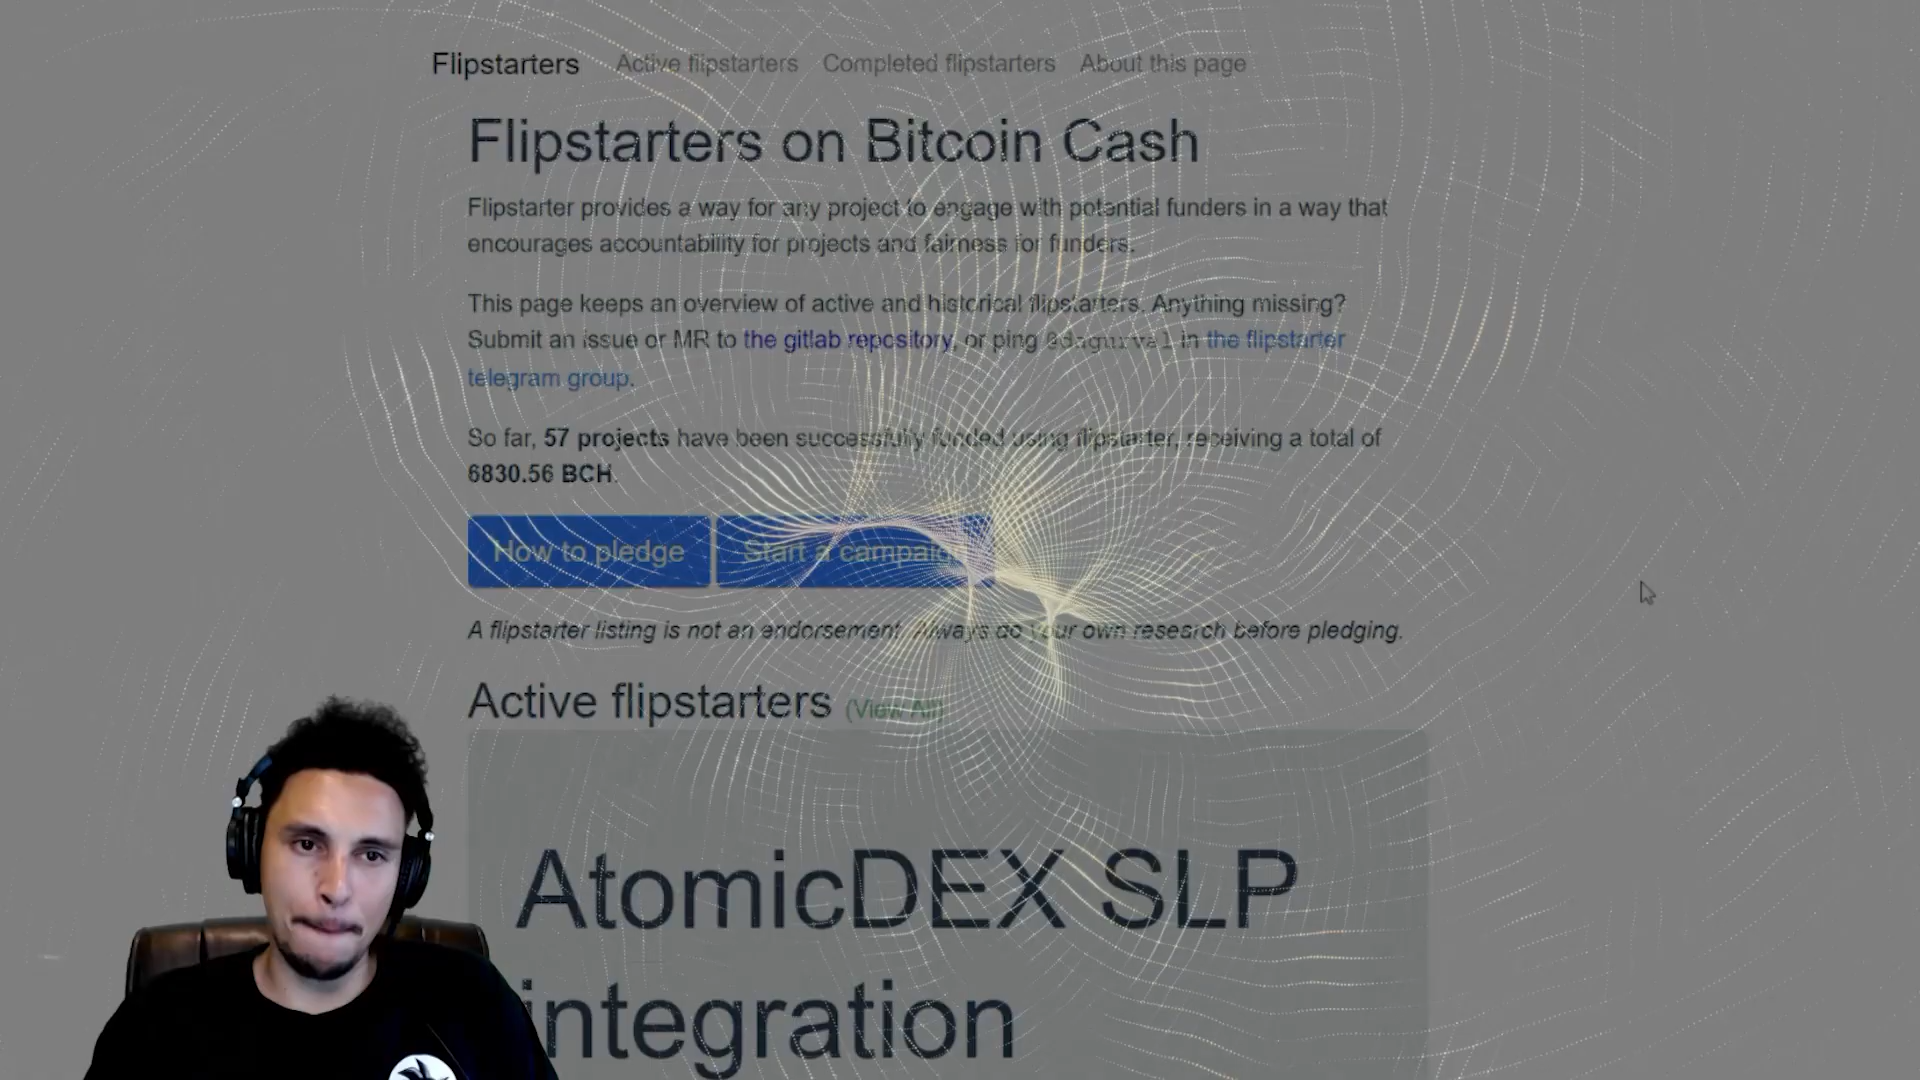 Flipstarters Active flipstarters Completed flipstarters About this page
Flipstarters on Bitcoin Cash
Flipstarter provides a way for any project to engage with potential funders in a way that
encourages accountability for projects and fairness for funders.
This page keeps an overview of active and historical flipstarters. Anything missing?
Submit an issue or MR to the gitlab repository, or ping @dagurval in the flipstarter
telegram group.
So far, 57 projects have been successfully funded using flipstarter, receiving a total of
6830.56 BCH.
How to pledge Start a campaign
A flipstarter listing is not an endorsement. Always do your own research before pledging.
Active flipstarters (View All)
AtomicDEX SLP
integration